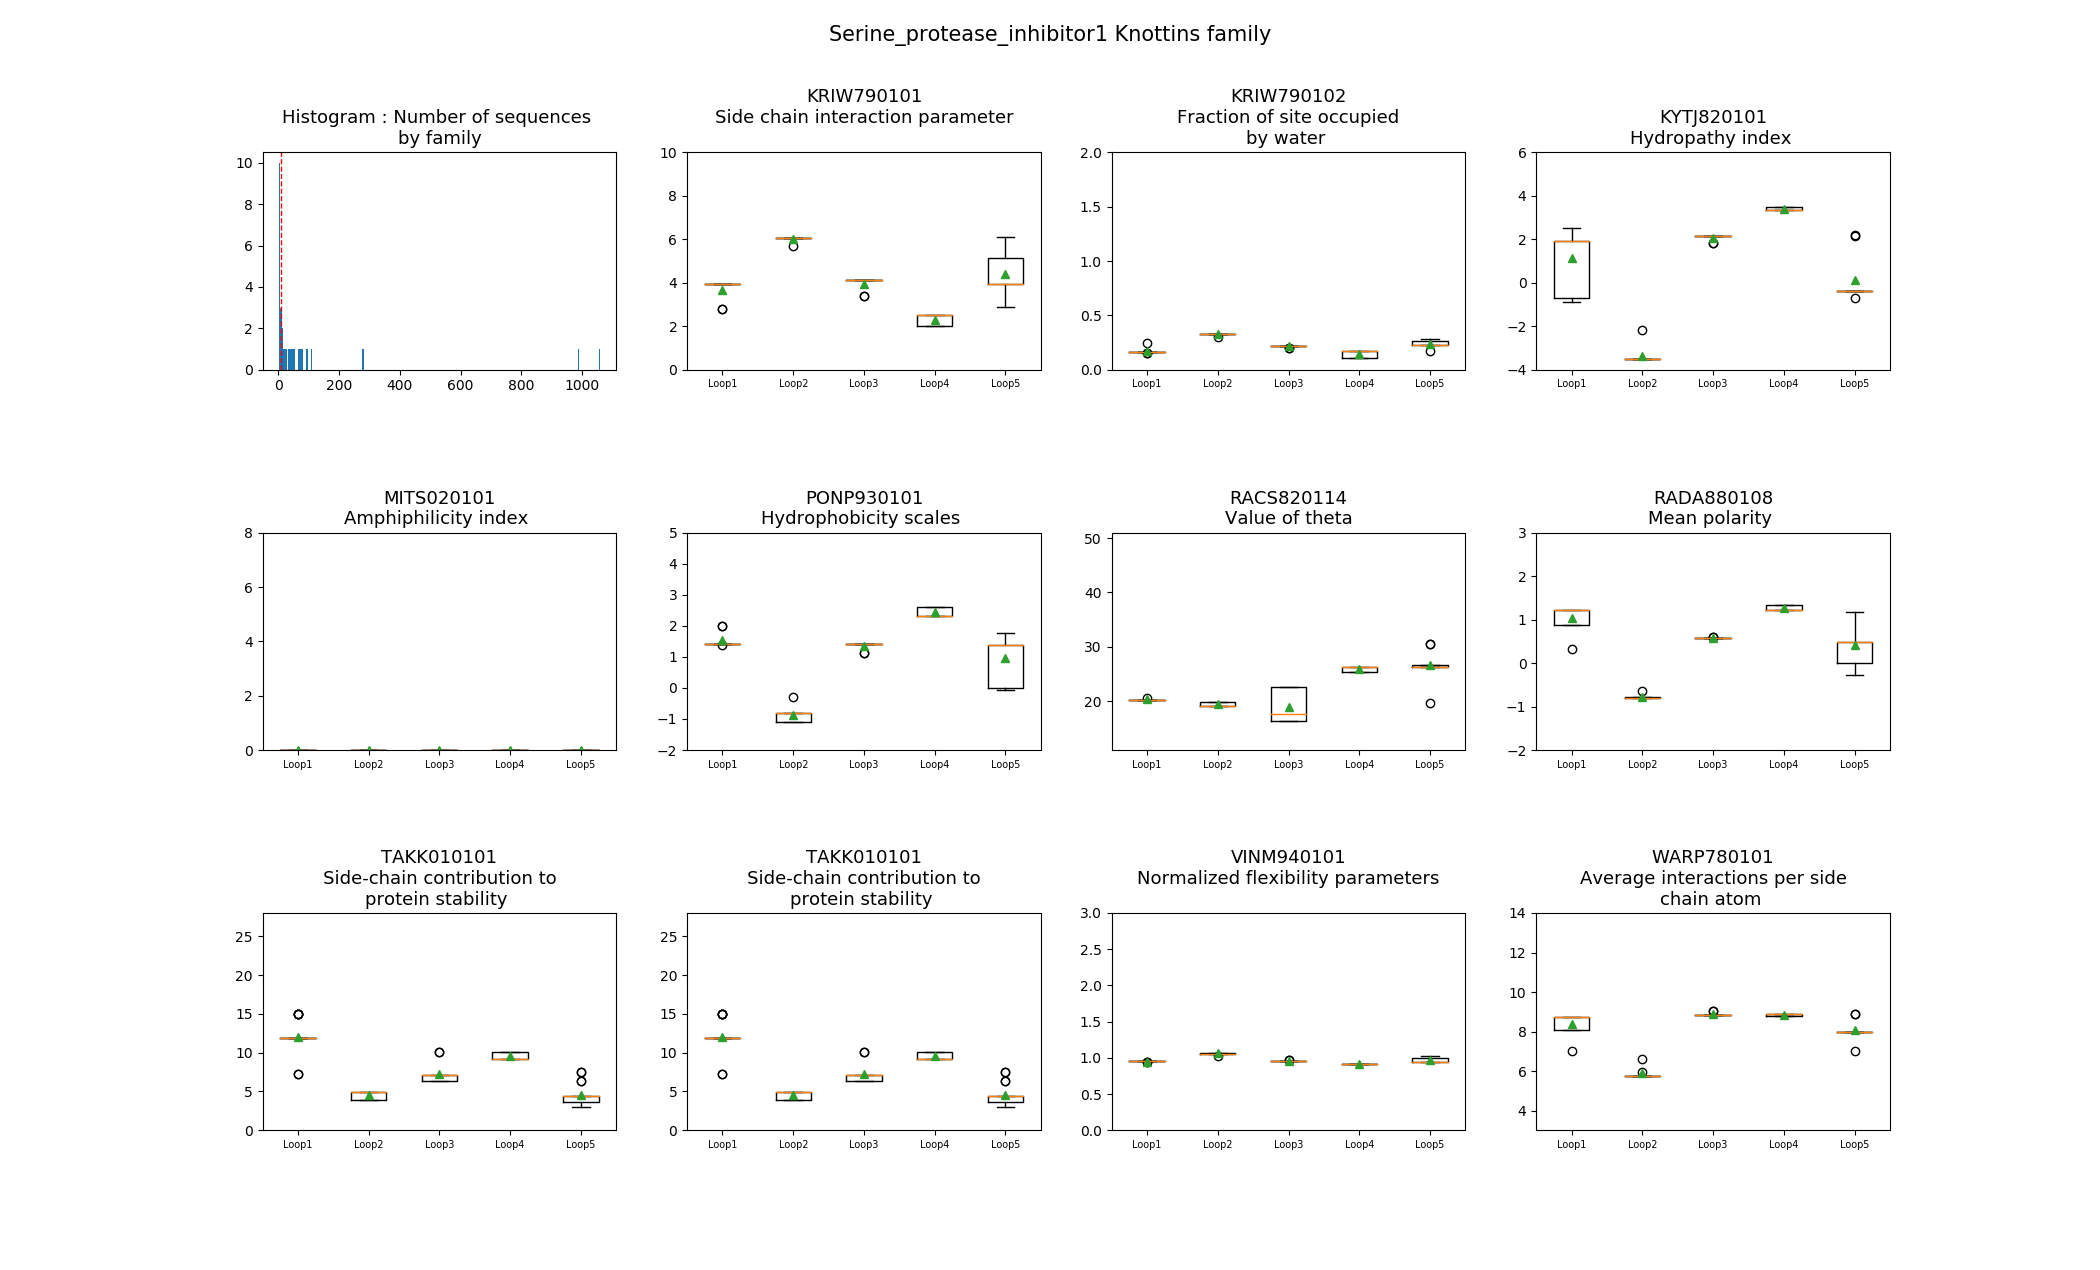 Serine_protease_inhibitor1 Knottins family
Histogram : Number of sequences
by family
10
8
6
4
2
0
0 200 400 600 800 1000
KRIW790101
Side chain interaction parameter
10
8
6
4
2
0
Loop1 Loop2 Loop3 Loop4 Loop5
KRIW790102
Fraction of site occupied
by water
2.0
1.5
1.0
0.5
0.0
Loop1 Loop2 Loop3 Loop4 Loop5
KYTJ820101
Hydropathy index
6
4
2
0
−2
−4
Loop1 Loop2 Loop3 Loop4 Loop5
MITS020101
Amphiphilicity index
8
6
4
2
0
Loop1 Loop2 Loop3 Loop4 Loop5
PONP930101
Hydrophobicity scales
5
4
3
2
1
0
−1
−2
Loop1 Loop2 Loop3 Loop4 Loop5
RACS820114
Value of theta
50
40
30
20
Loop1 Loop2 Loop3 Loop4 Loop5
RADA880108
Mean polarity
3
2
1
0
−1
−2
Loop1 Loop2 Loop3 Loop4 Loop5
TAKK010101
Side-chain contribution to
protein stability
25
20
15
10
5
0
Loop1 Loop2 Loop3 Loop4 Loop5
TAKK010101
Side-chain contribution to
protein stability
25
20
15
10
5
0
Loop1 Loop2 Loop3 Loop4 Loop5
VINM940101
Normalized flexibility parameters
3.0
2.5
2.0
1.5
1.0
0.5
0.0
Loop1 Loop2 Loop3 Loop4 Loop5
WARP780101
Average interactions per side
chain atom
14
12
10
8
6
4
Loop1 Loop2 Loop3 Loop4 Loop5